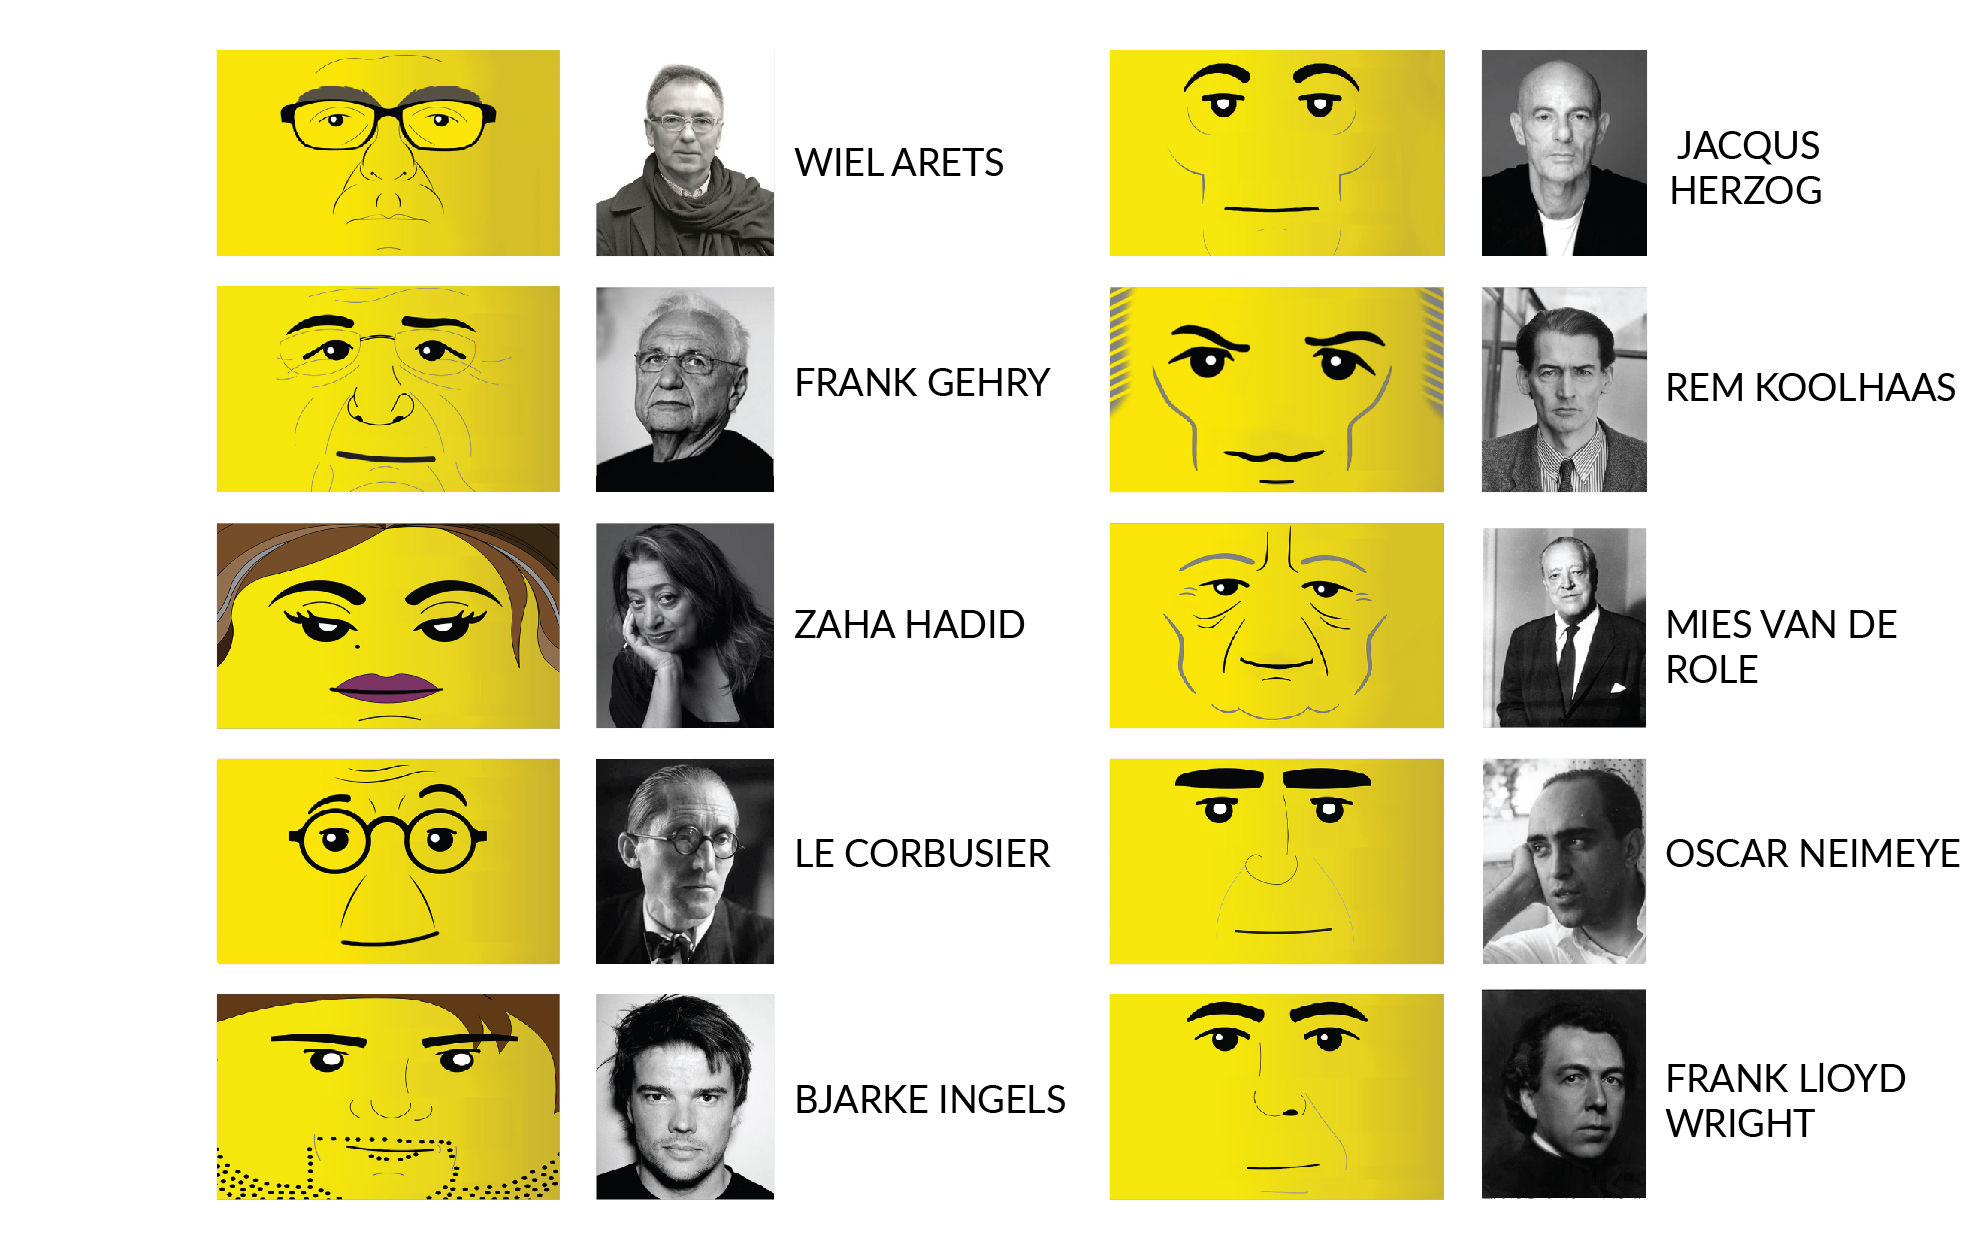 WIEL ARETS
JACQUS
HERZOG
FRANK GEHRY
REM KOOLHAAS
ZAHA HADID
MIES VAN DE
ROLE
LE CORBUSIER
OSCAR NEIMEYE
BJARKE INGELS
FRANK LIOYD
WRIGHT